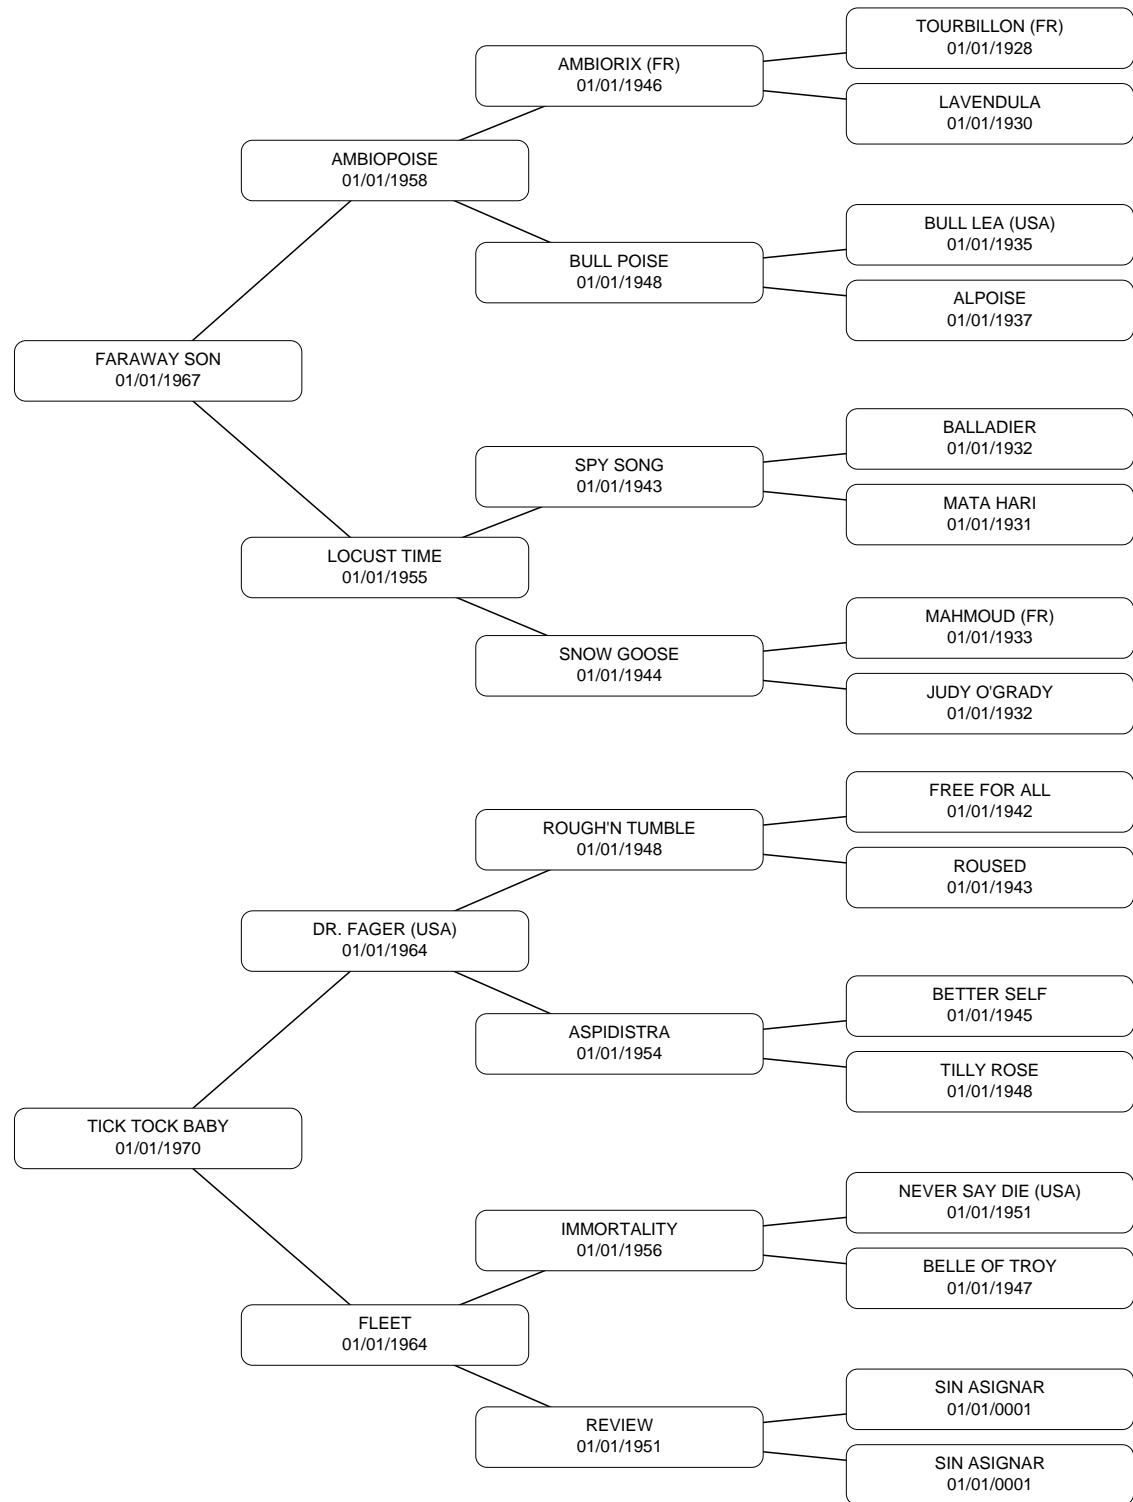 TOURBILLON (FR)
01/01/1928
AMBIORIX (FR)
01/01/1946
LAVENDULA
01/01/1930
AMBIOPOISE
01/01/1958
BULL LEA (USA)
01/01/1935
BULL POISE
01/01/1948
ALPOISE
01/01/1937
FARAWAY SON
01/01/1967
BALLADIER
01/01/1932
SPY SONG
01/01/1943
MATA HARI
01/01/1931
LOCUST TIME
01/01/1955
MAHMOUD (FR)
01/01/1933
SNOW GOOSE
01/01/1944
JUDY O'GRADY
01/01/1932
FREE FOR ALL
01/01/1942
ROUGH'N TUMBLE
01/01/1948
ROUSED
01/01/1943
DR. FAGER (USA)
01/01/1964
BETTER SELF
01/01/1945
ASPIDISTRA
01/01/1954
TILLY ROSE
01/01/1948
TICK TOCK BABY
01/01/1970
NEVER SAY DIE (USA)
01/01/1951
IMMORTALITY
01/01/1956
BELLE OF TROY
01/01/1947
FLEET
01/01/1964
SIN ASIGNAR
01/01/0001
REVIEW
01/01/1951
SIN ASIGNAR
01/01/0001